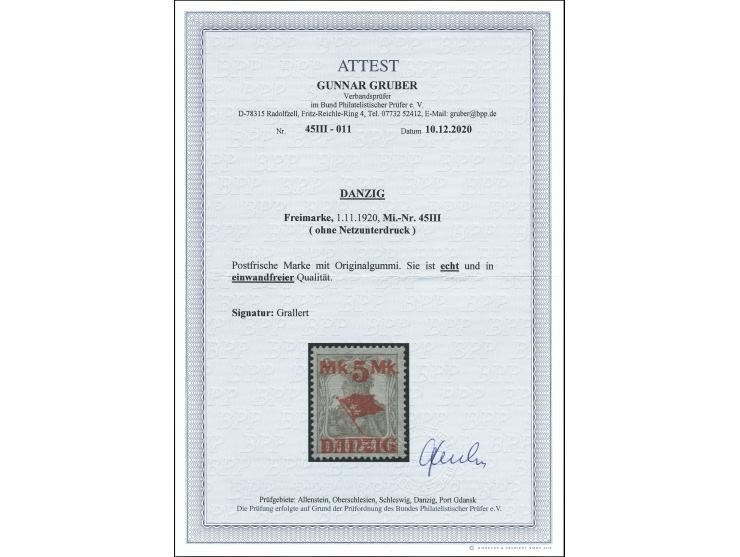 ATTEST
GUNNAR GRUBER
Verbandsprüfer
im Bund Philatelistischer Prüfer e. V.
D-78315 Radolfzell, Fritz-Reichle-Ring 4, Tel. 07732 52412, E-Mail: gruber@bpp.de
Nr. 45III - 011 Datum 10.12.2020
DANZIG
Freimarke, 1.11.1920, Mi.-Nr. 45III
( ohne Netzunterdruck )
Postfrische Marke mit Originalgummi. Sie ist echt und in
einwandfreier Qualität.
Signatur: Grallert
Mk. 5 Mk.
DANZIG
Prüfgebiete: Allenstein, Oberschlesien, Schleswig, Danzig, Port Gdansk
Die Prüfung erfolgte auf Grund der Prüfordnung des Bundes Philatelistischer Prüfer e.V.